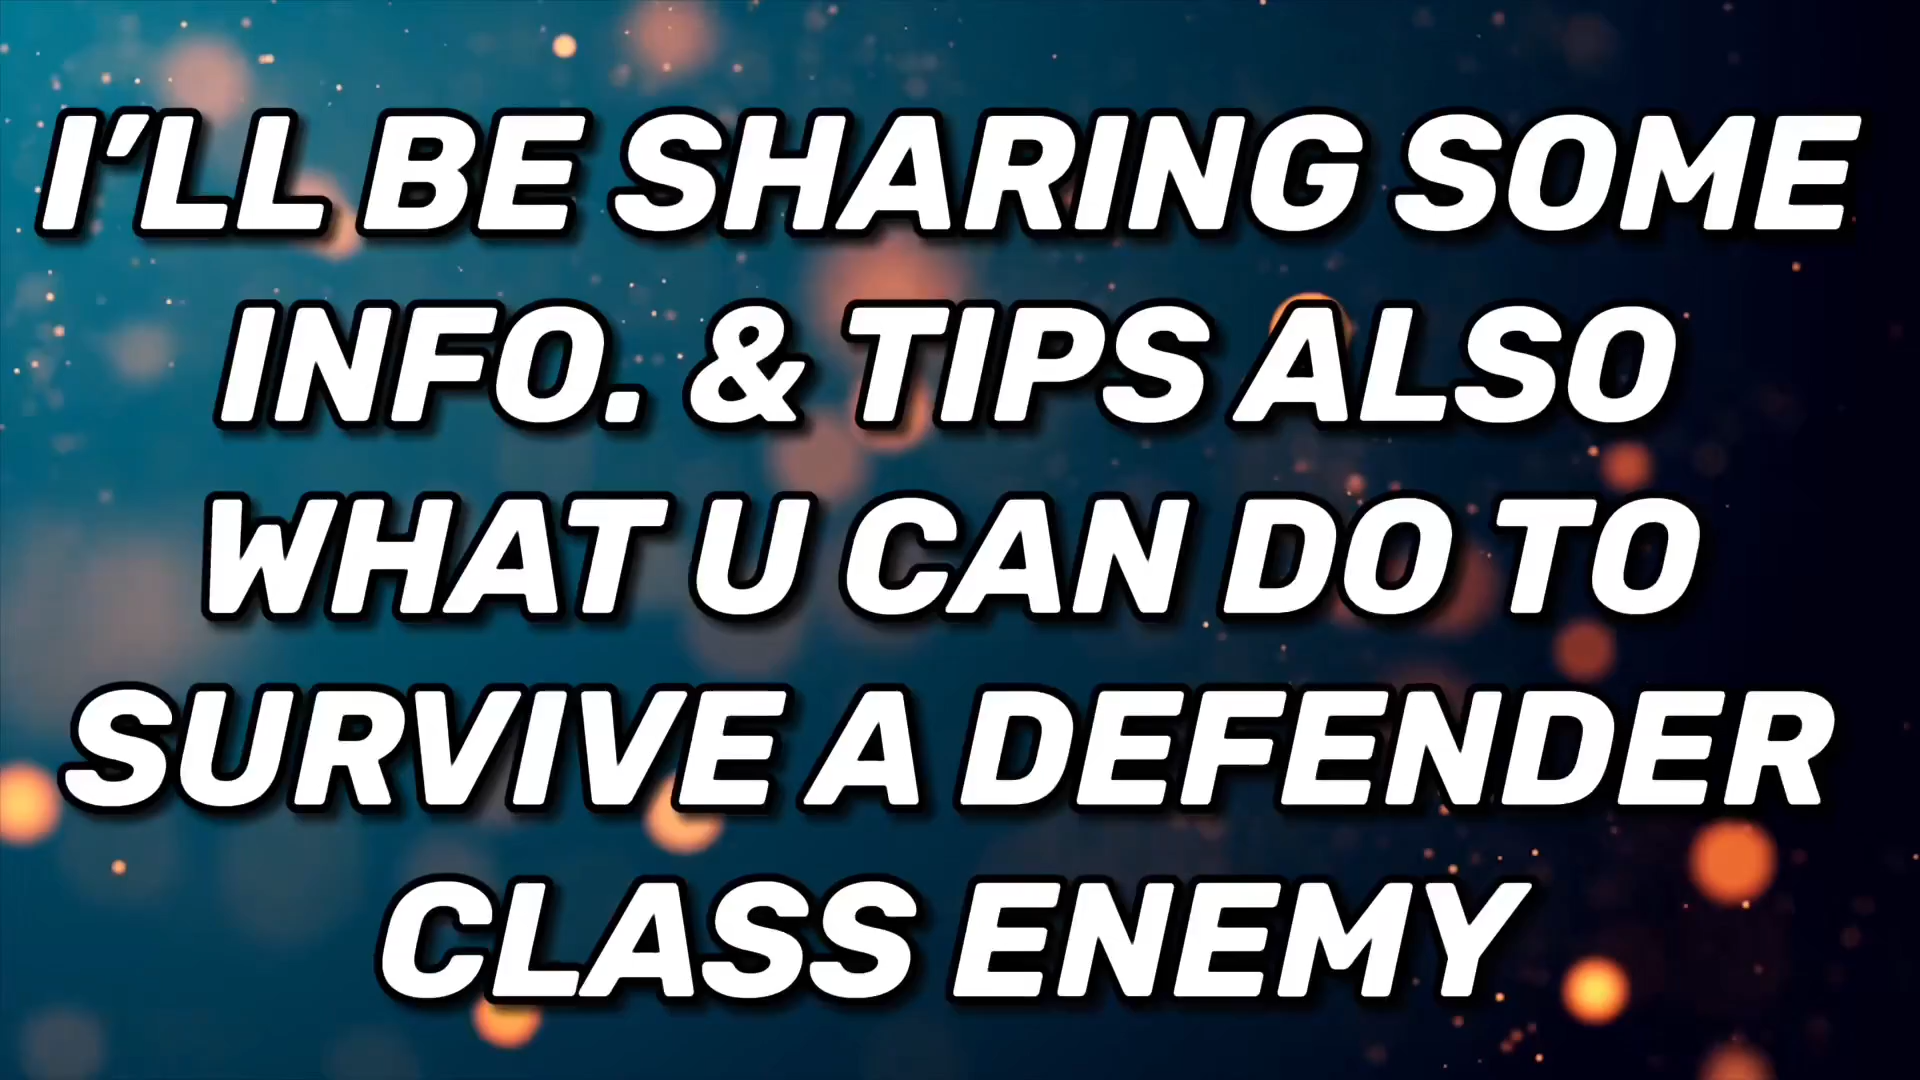 I'LL BE SHARING SOME
INFO. & TIPS ALSO
WHAT U CAN DO TO
SURVIVE A DEFENDER
CLASS ENEMY